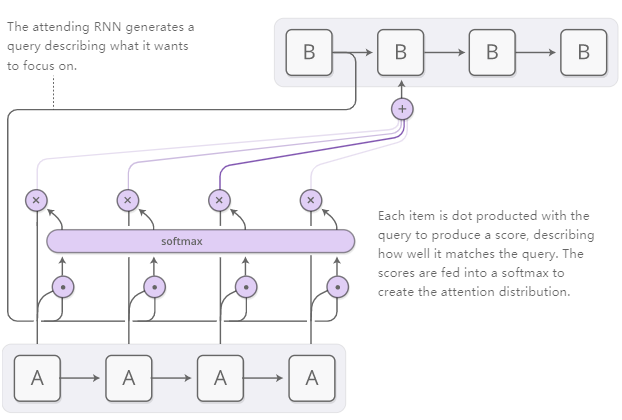 The attending RNN generates a
query describing what it wants
to focus on.
B B B B
+
× × × ×
softmax
Each item is dot producted with the
query to produce a score, describing
how well it matches the query. The
scores are fed into a softmax to
create the attention distribution.
A A A A